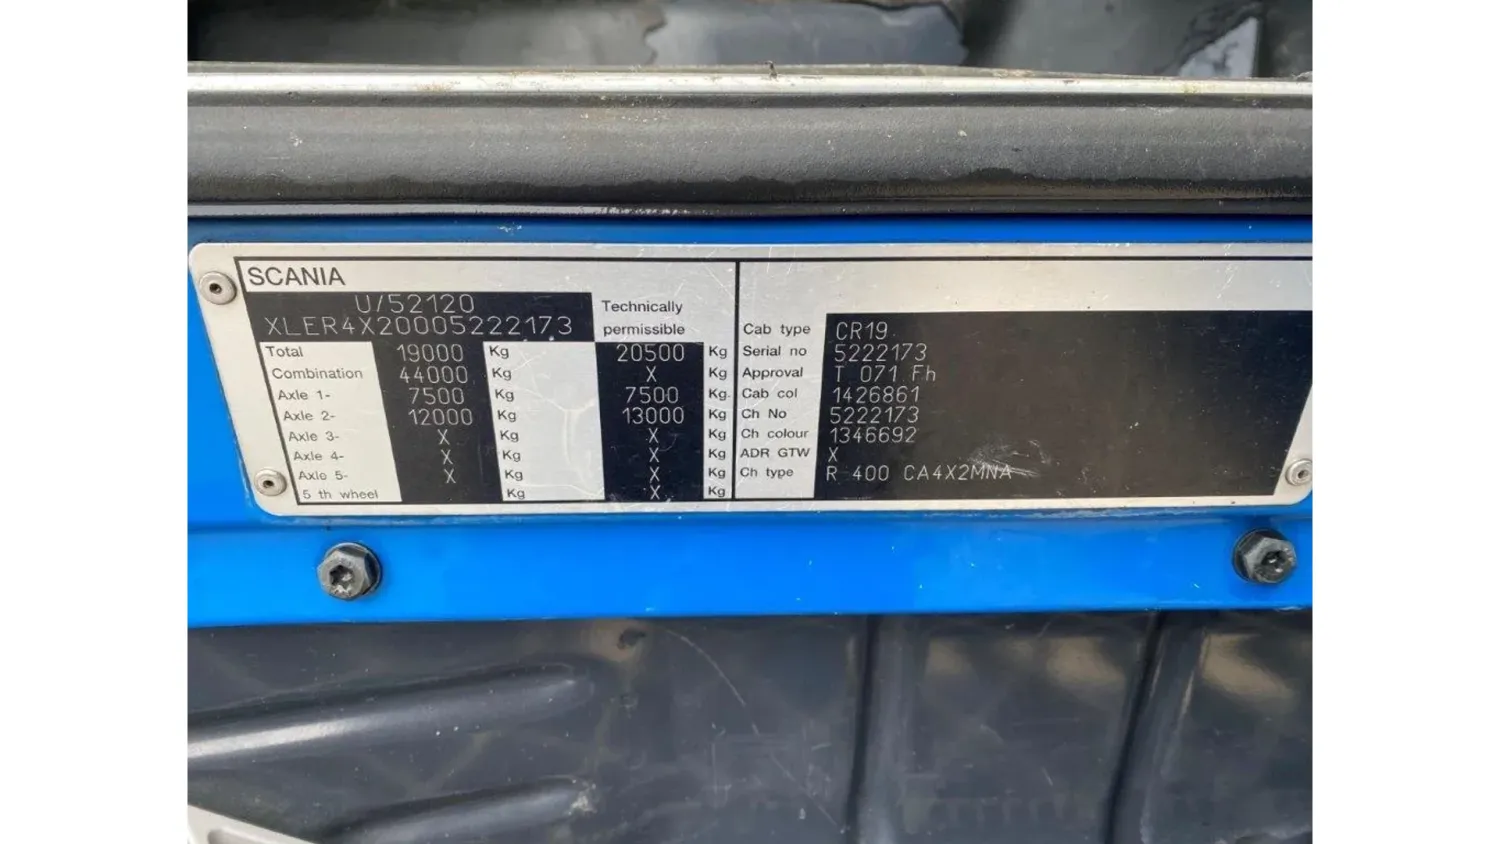 SCANIA
U/52120
XLER4X20005222173
Technically
permissible
Total 19000 Kg 20500 Kg
Combination 44000 Kg X Kg
Axle 1- 7500 Kg 7500 Kg
Axle 2- 12000 Kg 13000 Kg
Axle 3- X Kg X Kg
Axle 4- X Kg X Kg
Axle 5- X Kg X Kg
5 th wheel Kg X Kg
Cab type CR19
Serial no 5222173
Approval T 071 Fh
Cab col 1426861
Ch No 5222173
Ch colour 1346692
ADR GTW X
Ch type R 400 CA4X2MNA